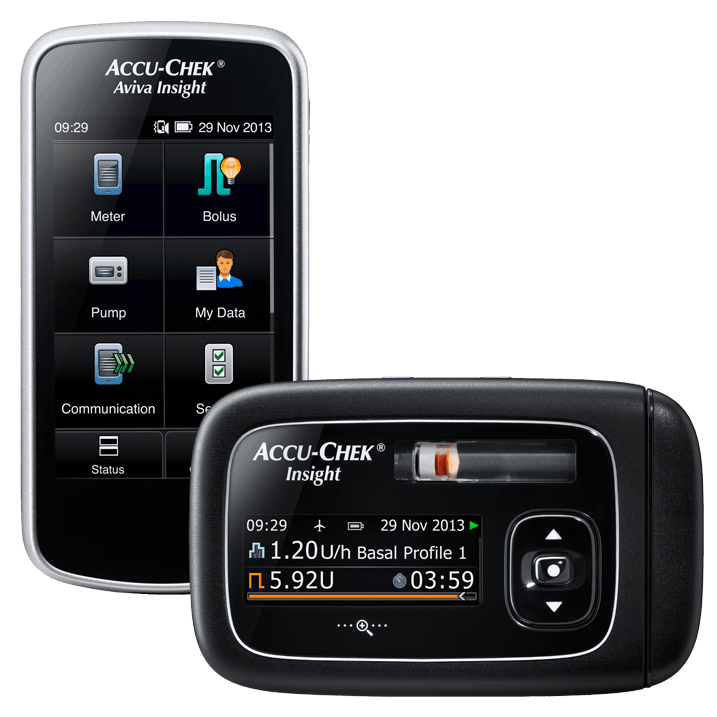 ACCU-CHEK®
Aviva Insight
09:29 29 Nov 2013
Meter Bolus
Pump My Data
Communication Se
Status
ACCU-CHEK®
Insight
09:29 29 Nov 2013
1.20U/h Basal Profile 1
5.92U 03:59